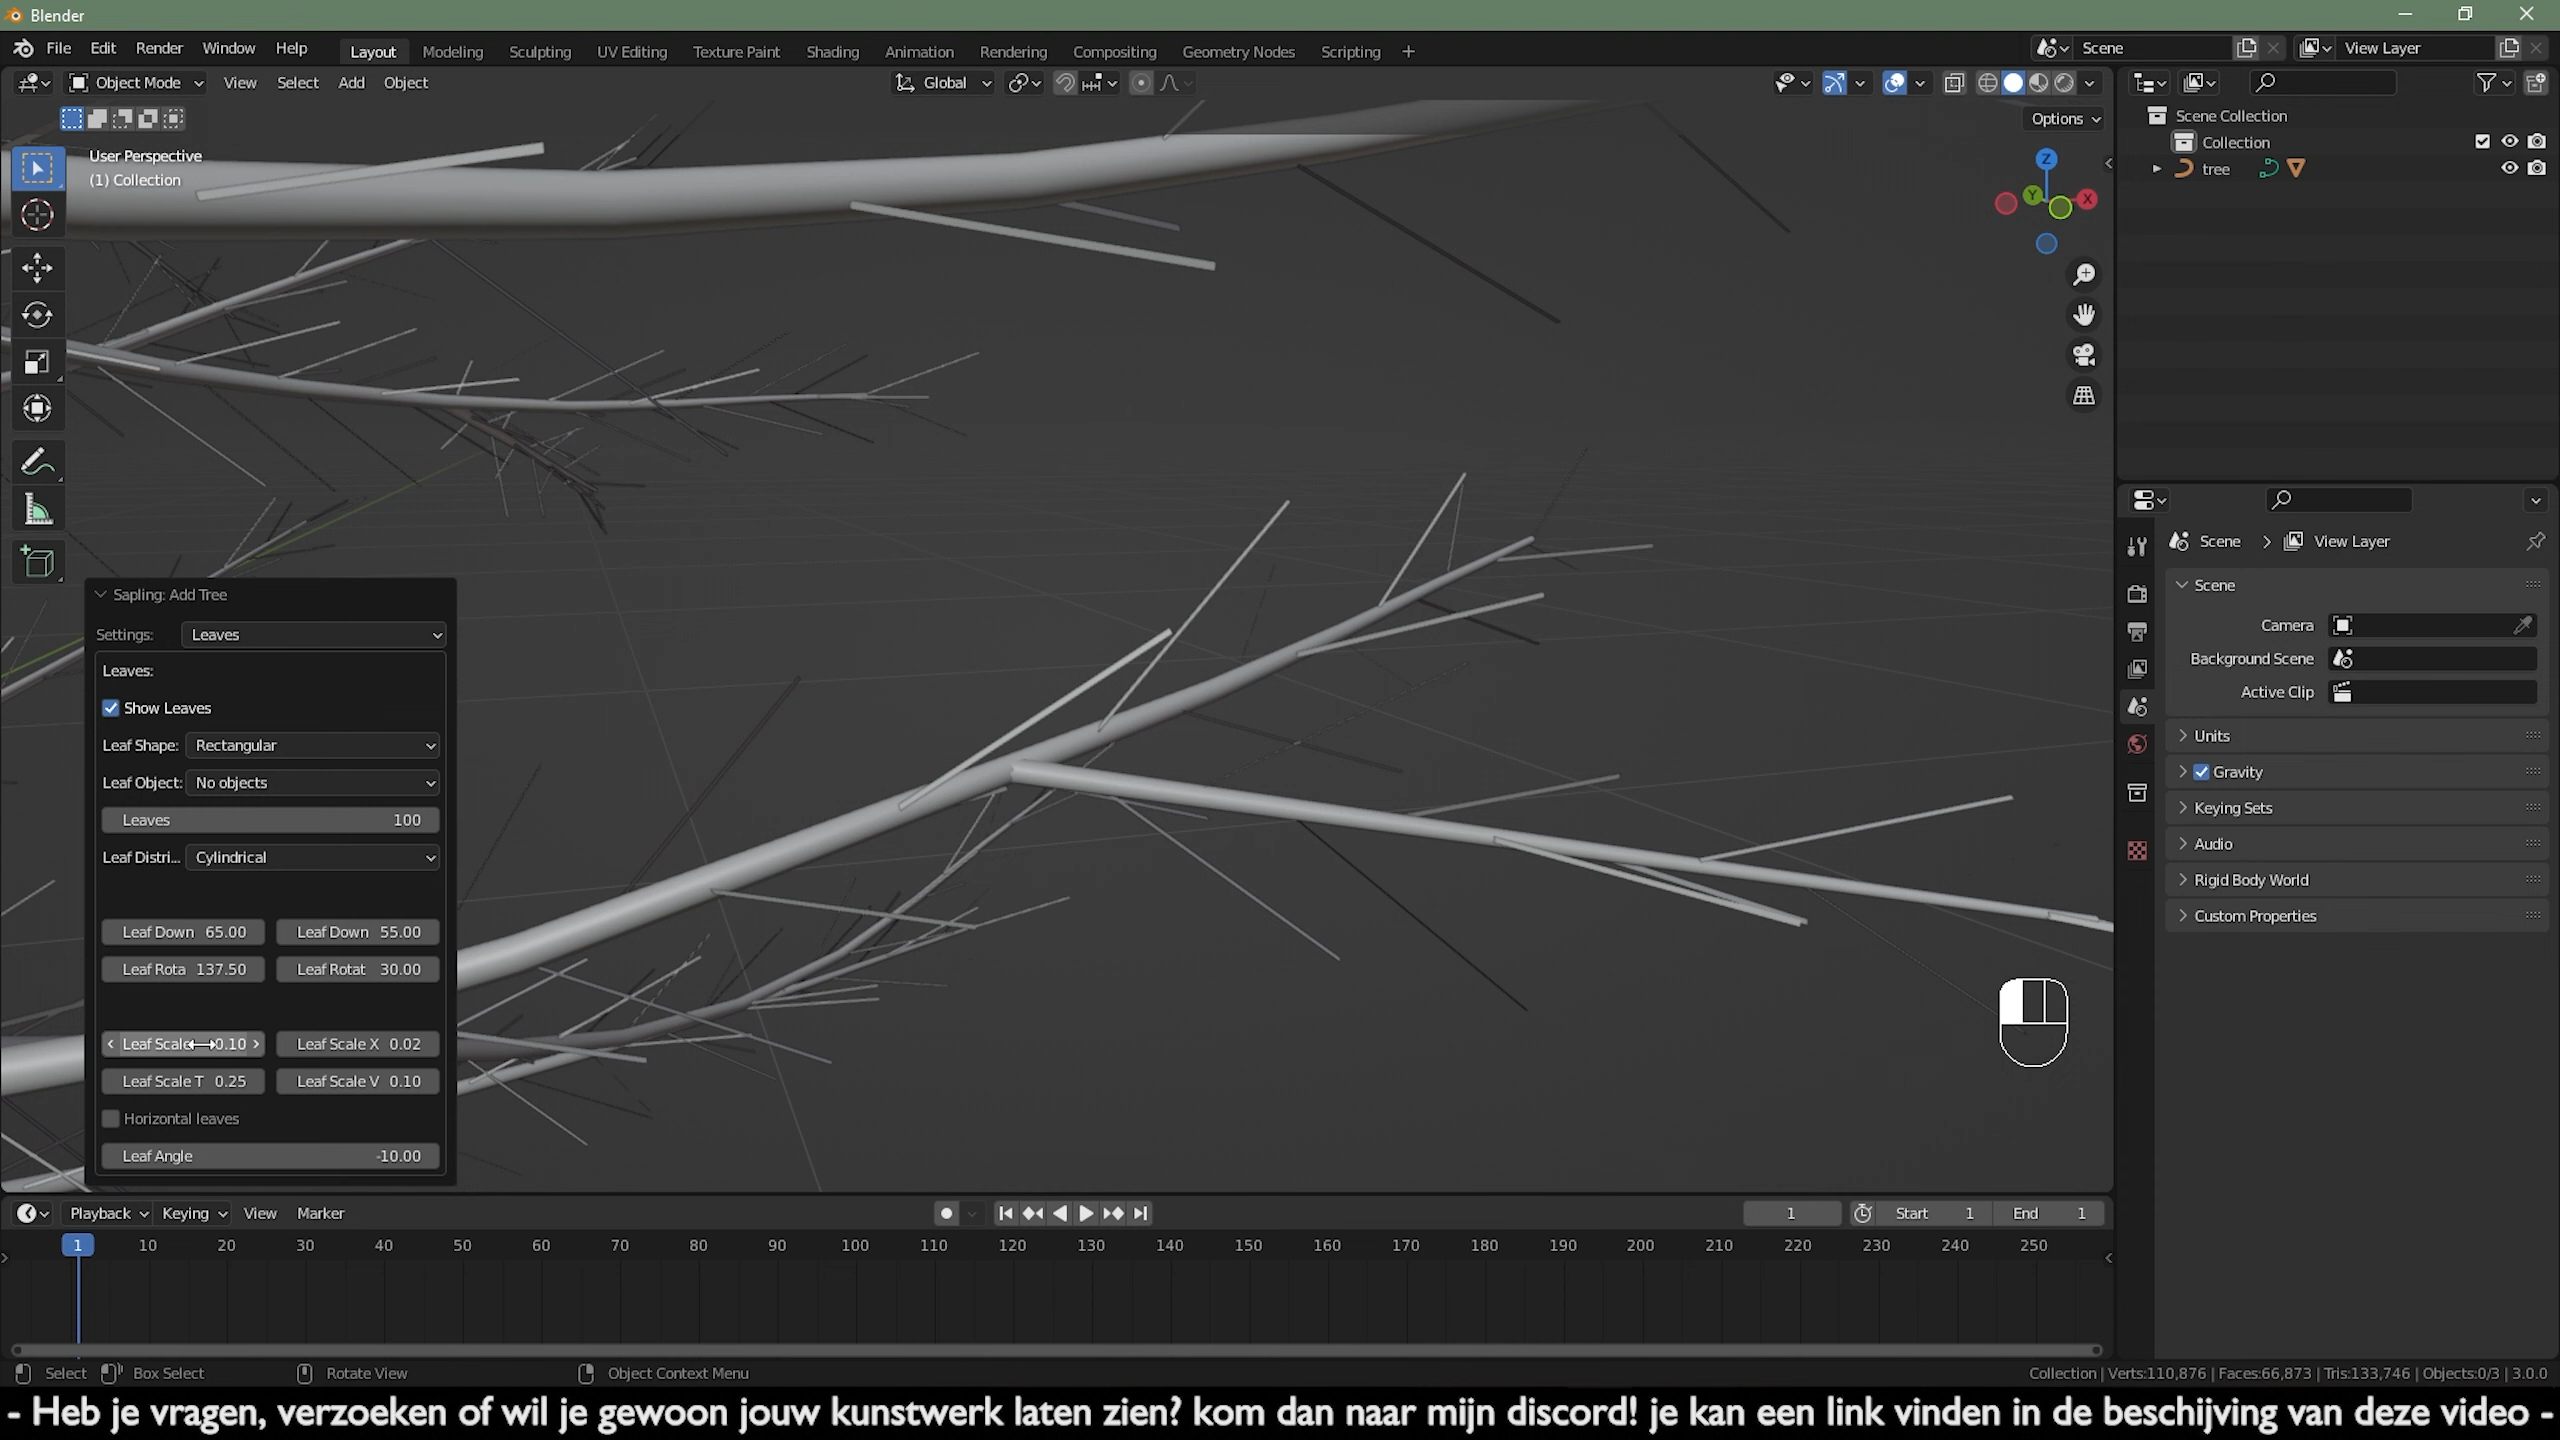 Blender
File Edit Render Window Help Layout Modeling Sculpting UV Editing Texture Paint Shading Animation Rendering Compositing Geometry Nodes Scripting + Scene View Layer
Object Mode View Select Add Object Global
Options
User Perspective
(1) Collection
Z
Y
X
Scene Collection
Collection
tree
Sapling: Add Tree
Settings: Leaves
Leaves:
Show Leaves
Leaf Shape: Rectangular
Leaf Object: No objects
Leaves 100
Leaf Distri... Cylindrical
Leaf Down 65.00 Leaf Down 55.00
Leaf Rota 137.50 Leaf Rotat 30.00
Leaf Scale 0.10 Leaf Scale X 0.02
Leaf Scale T 0.25 Leaf Scale V 0.10
Horizontal leaves
Leaf Angle -10.00
Scene > View Layer
Scene
Camera
Background Scene
Active Clip
Units
Gravity
Keying Sets
Audio
Rigid Body World
Custom Properties
Playback Keying View Marker 1 Start 1 End 1
1 10 20 30 40 50 60 70 80 90 100 110 120 130 140 150 160 170 180 190 200 210 220 230 240 250
Select Box Select Rotate View Object Context Menu Collection | Verts:110,876 | Faces:66,873 | Tris:133,746 | Objects:0/3 | 3.0.0
- Heb je vragen, verzoeken of wil je gewoon jouw kunstwerk laten zien? kom dan naar mijn discord! je kan een link vinden in de beschijving van deze video -